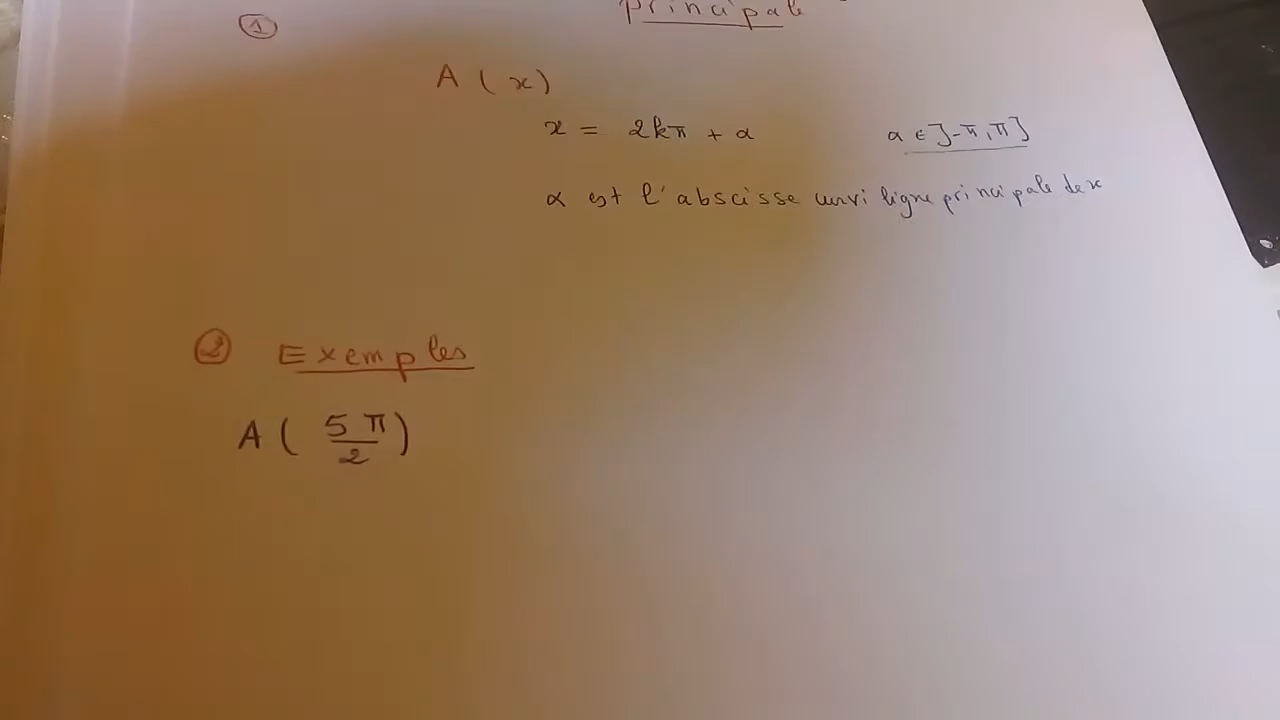 principale
①
A (x)
x = 2kπ + α α ∈ ]-π, π]
α est l'abscisse curviligne principale de x
② Exemples
A ( 5π/2 )